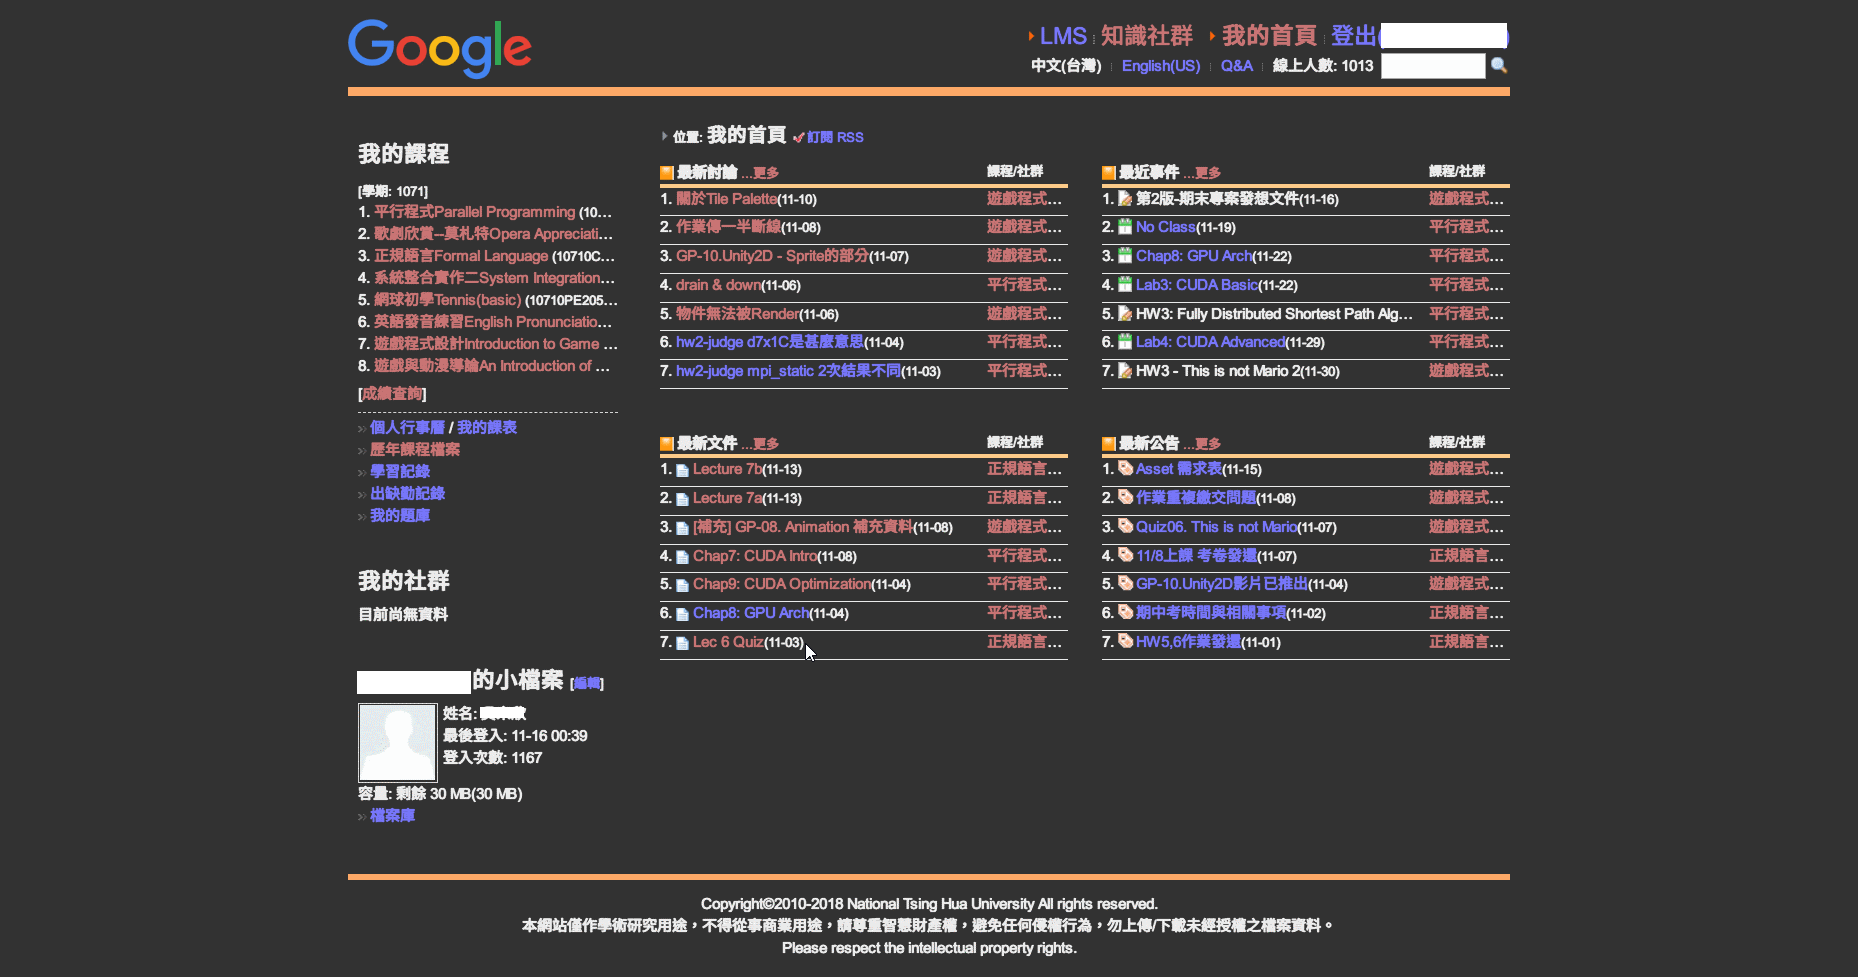 Google
LMS 知識社群 我的首頁 登出(
中文(台灣) English(US) Q&A 線上人數: 1013
我的課程
[學期: 1071]
1. 平行程式Parallel Programming (10...
2. 歌劇欣賞--莫札特Opera Appreciati...
3. 正規語言Formal Language (10710C...
4. 系統整合實作二System Integration...
5. 網球初學Tennis(basic) (10710PE205...
6. 英語發音練習English Pronunciatio...
7. 遊戲程式設計Introduction to Game ...
8. 遊戲與動漫導論An Introduction of ...
[成績查詢]
個人行事曆 / 我的課表
歷年課程檔案
學習記錄
出缺勤記錄
我的題庫
我的社群
目前尚無資料
的小檔案 [編輯]
姓名:
最後登入: 11-16 00:39
登入次數: 1167
容量: 剩餘 30 MB(30 MB)
檔案庫
位置: 我的首頁 訂閱 RSS
最新討論 ...更多 課程/社群
1. 關於Tile Palette(11-10) 遊戲程式...
2. 作業傳一半斷線(11-08) 遊戲程式...
3. GP-10.Unity2D - Sprite的部分(11-07) 遊戲程式...
4. drain & down(11-06) 平行程式...
5. 物件無法被Render(11-06) 遊戲程式...
6. hw2-judge d7x1C是甚麼意思(11-04) 平行程式...
7. hw2-judge mpi_static 2次結果不同(11-03) 平行程式...
最近事件 ...更多 課程/社群
1. 第2版-期末專案發想文件(11-16) 遊戲程式...
2. No Class(11-19) 平行程式...
3. Chap8: GPU Arch(11-22) 平行程式...
4. Lab3: CUDA Basic(11-22) 平行程式...
5. HW3: Fully Distributed Shortest Path Alg... 平行程式...
6. Lab4: CUDA Advanced(11-29) 平行程式...
7. HW3 - This is not Mario 2(11-30) 遊戲程式...
最新文件 ...更多 課程/社群
1. Lecture 7b(11-13) 正規語言...
2. Lecture 7a(11-13) 正規語言...
3. [補充] GP-08. Animation 補充資料(11-08) 遊戲程式...
4. Chap7: CUDA Intro(11-08) 平行程式...
5. Chap9: CUDA Optimization(11-04) 平行程式...
6. Chap8: GPU Arch(11-04) 平行程式...
7. Lec 6 Quiz(11-03) 正規語言...
最新公告 ...更多 課程/社群
1. Asset 需求表(11-15) 遊戲程式...
2. 作業重複繳交問題(11-08) 遊戲程式...
3. Quiz06. This is not Mario(11-07) 遊戲程式...
4. 11/8上課 考卷發還(11-07) 正規語言...
5. GP-10.Unity2D影片已推出(11-04) 遊戲程式...
6. 期中考時間與相關事項(11-02) 正規語言...
7. HW5,6作業發還(11-01) 正規語言...
Copyright©2010-2018 National Tsing Hua University All rights reserved.
本網站僅作學術研究用途，不得從事商業用途，請尊重智慧財產權，避免任何侵權行為，勿上傳/下載未經授權之檔案資料。
Please respect the intellectual property rights.